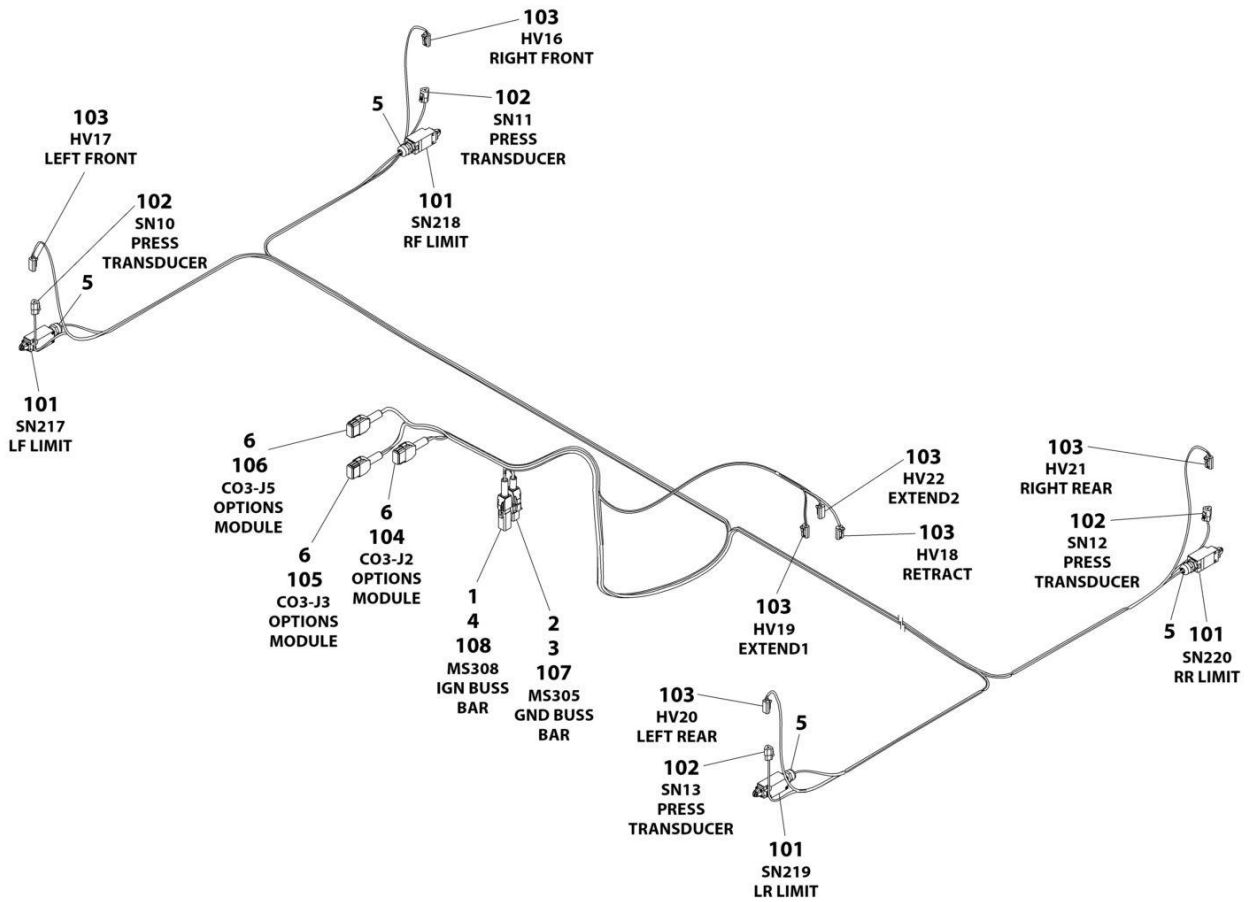 103
HV16
RIGHT FRONT
102
SN11
PRESS
TRANSDUCER
5
101
SN218
RF LIMIT
103
HV17
LEFT FRONT
102
SN10
PRESS
TRANSDUCER
5
101
SN217
LF LIMIT
6
106
CO3-J5
OPTIONS
MODULE
6
105
CO3-J3
OPTIONS
MODULE
6
104
CO3-J2
OPTIONS
MODULE
1
4
108
MS308
IGN BUSS
BAR
2
3
107
MS305
GND BUSS
BAR
103
HV22
EXTEND2
103
HV18
RETRACT
103
HV19
EXTEND1
103
HV21
RIGHT REAR
102
SN12
PRESS
TRANSDUCER
5
101
SN220
RR LIMIT
103
HV20
LEFT REAR
5
102
SN13
PRESS
TRANSDUCER
101
SN219
LR LIMIT